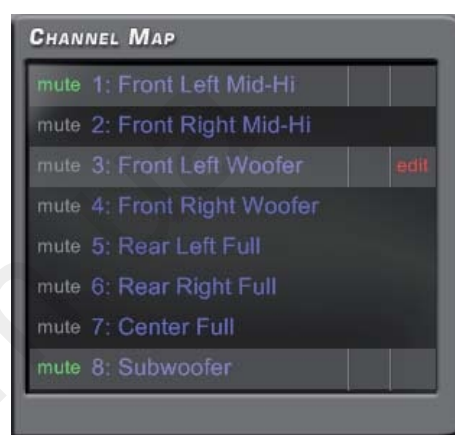 CHANNEL MAP
mute 1: Front Left Mid-Hi
mute 2: Front Right Mid-Hi
mute 3: Front Left Woofer edit
mute 4: Front Right Woofer
mute 5: Rear Left Full
mute 6: Rear Right Full
mute 7: Center Full
mute 8: Subwoofer